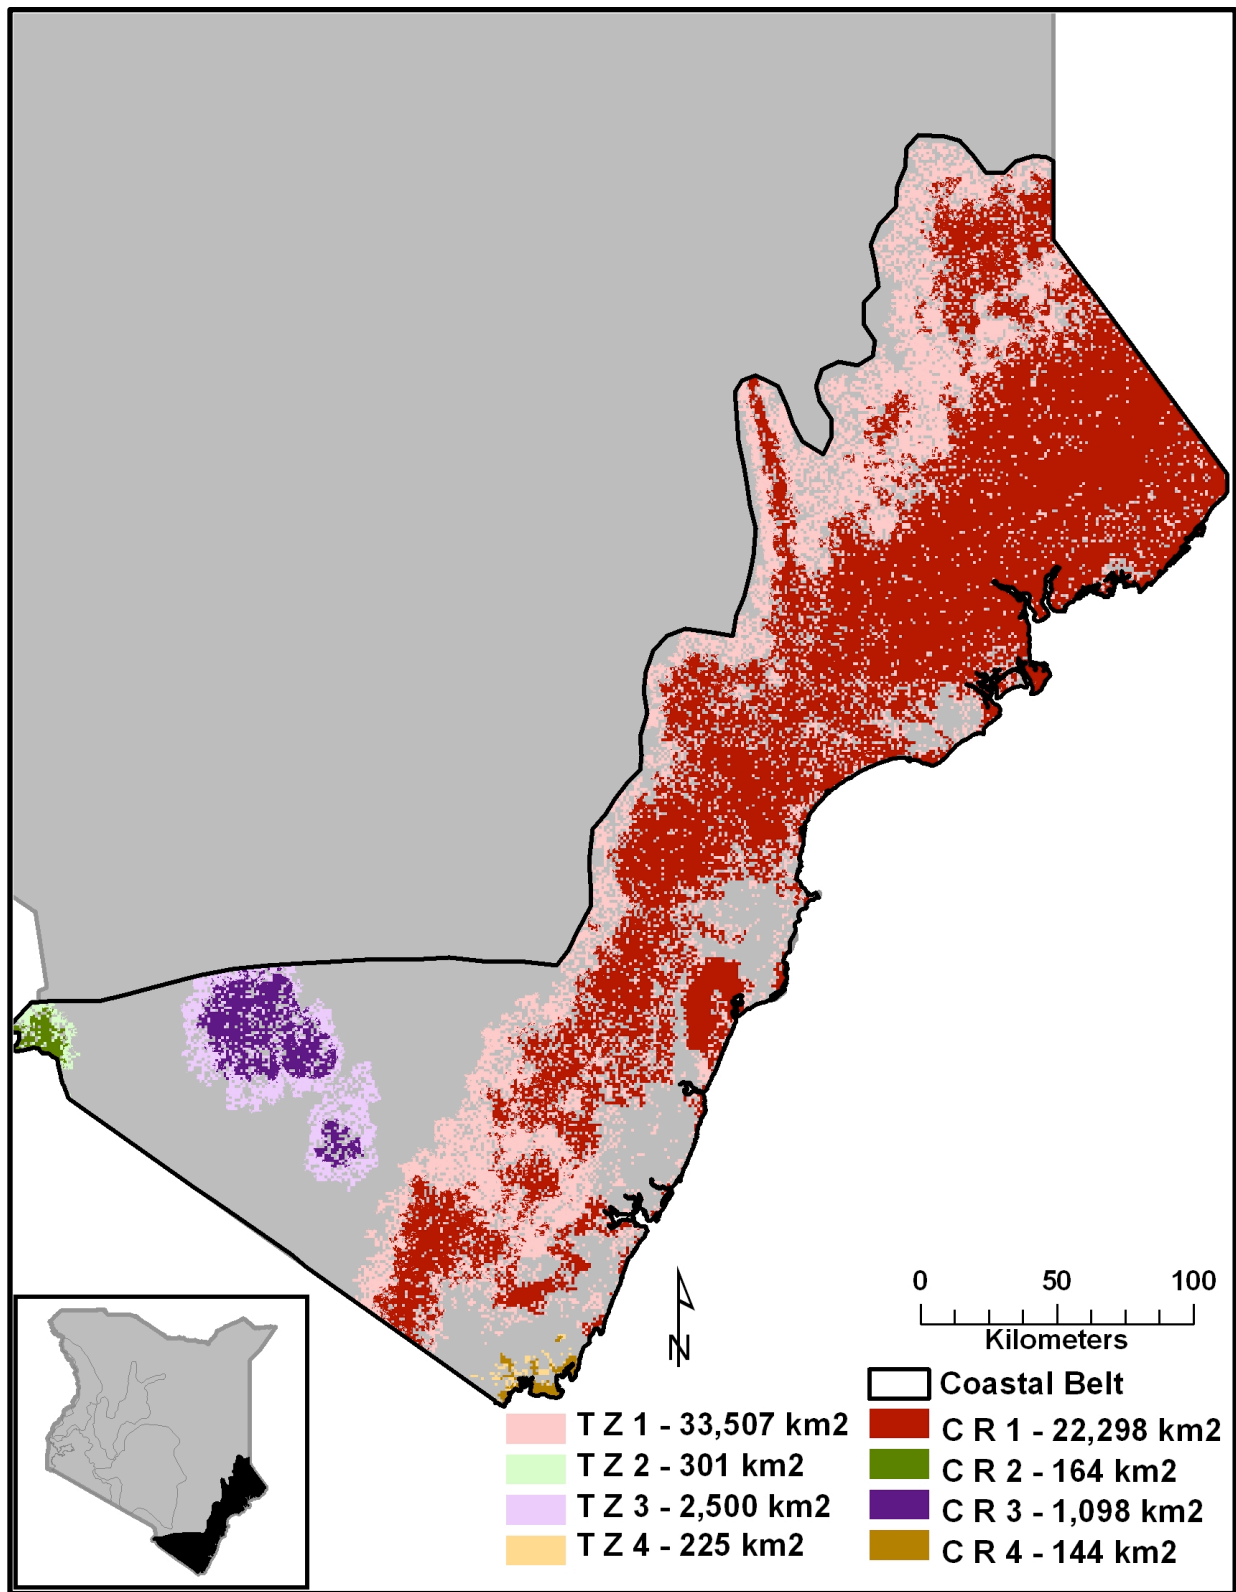 0 50 100
Kilometers
N
Coastal Belt
T Z 1 - 33,507 km2
T Z 2 - 301 km2
T Z 3 - 2,500 km2
T Z 4 - 225 km2
C R 1 - 22,298 km2
C R 2 - 164 km2
C R 3 - 1,098 km2
C R 4 - 144 km2